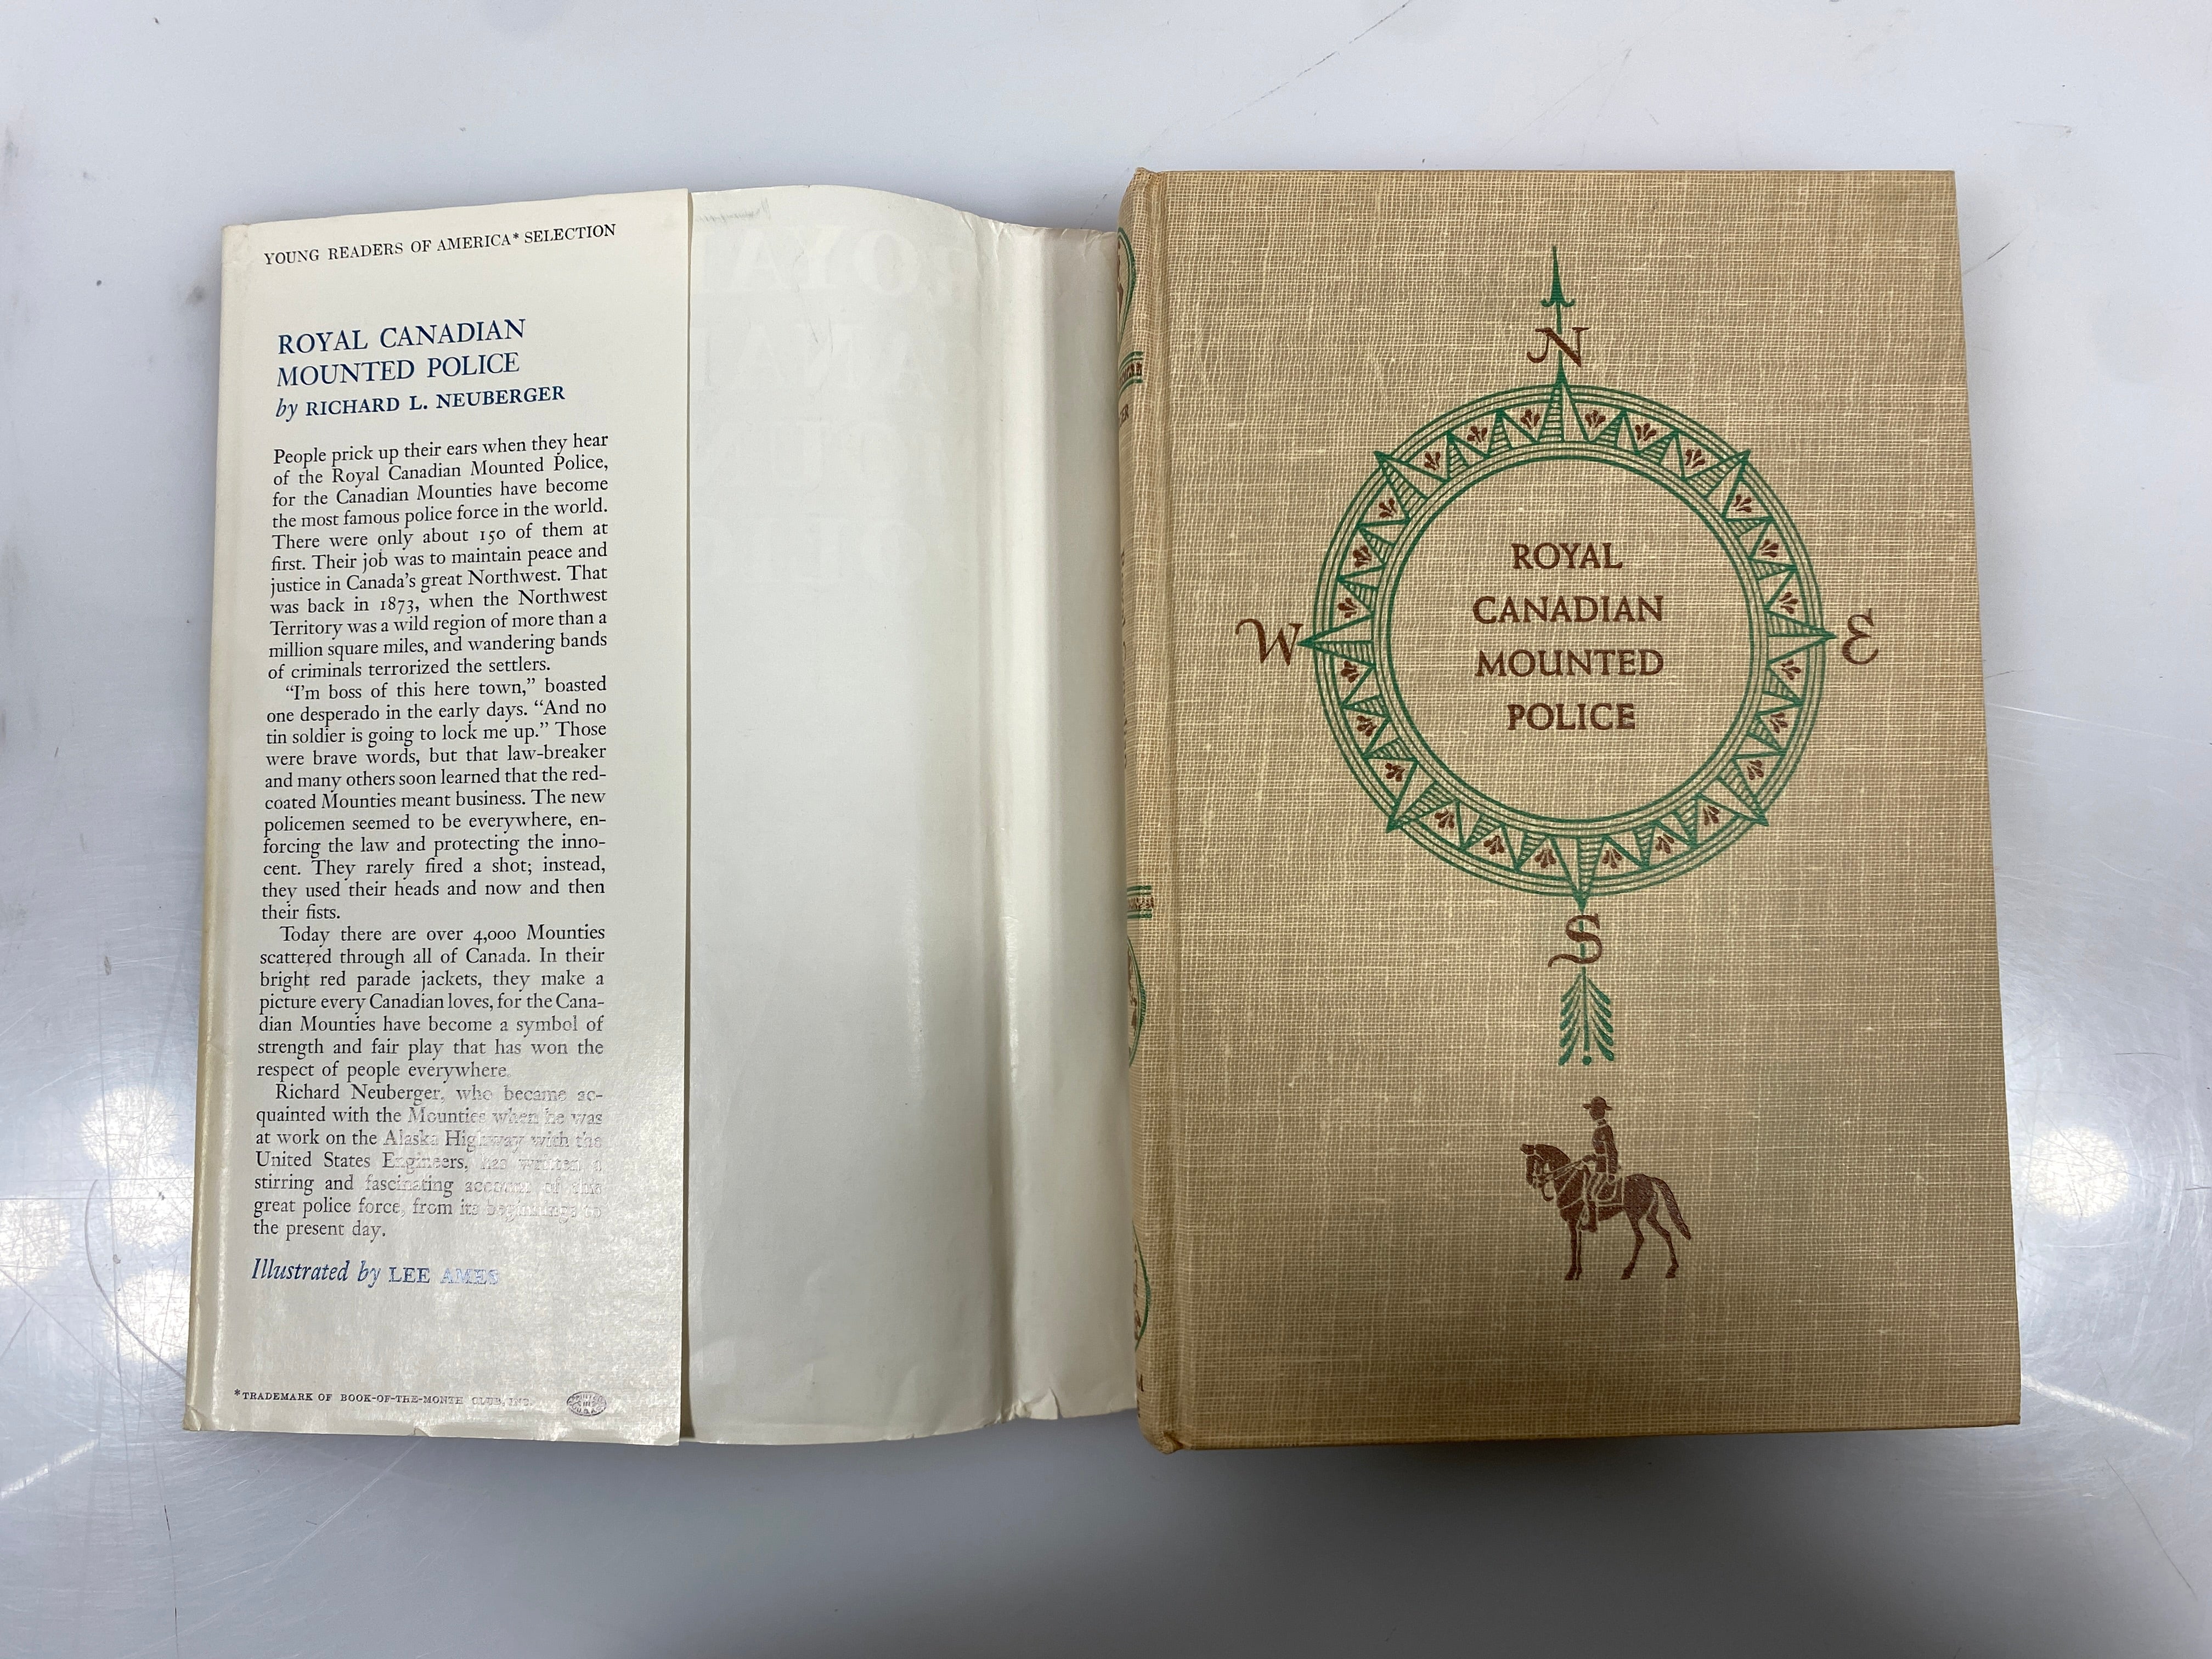 YOUNG READERS OF AMERICA* SELECTION
ROYAL CANADIAN
MOUNTED POLICE
by RICHARD L. NEUBERGER
People prick up their ears when they hear
of the Royal Canadian Mounted Police,
for the Canadian Mounties have become
the most famous police force in the world.
There were only about 150 of them at
first. Their job was to maintain peace and
justice in Canada's great Northwest. That
was back in 1873, when the Northwest
Territory was a wild region of more than a
million square miles, and wandering bands
of criminals terrorized the settlers.
"I'm boss of this here town," boasted
one desperado in the early days. "And no
tin soldier is going to lock me up." Those
were brave words, but that law-breaker
and many others soon learned that the red-
coated Mounties meant business. The new
policemen seemed to be everywhere, en-
forcing the law and protecting the inno-
cent. They rarely fired a shot; instead,
they used their heads and now and then
their fists.
Today there are over 4,000 Mounties
scattered through all of Canada. In their
bright red parade jackets, they make a
picture every Canadian loves, for the Cana-
dian Mounties have become a symbol of
strength and fair play that has won the
respect of people everywhere.
Richard Neuberger, who became ac-
quainted with the Mounties when he was
at work on the Alaska Highway with the
United States Engineers, has written a
stirring and fascinating account of this
great police force, from its beginnings to
the present day.
Illustrated by LEE AMES
*TRADEMARK OF BOOK-OF-THE-MONTH CLUB, INC.
N
W
E
ROYAL
CANADIAN
MOUNTED
POLICE
S